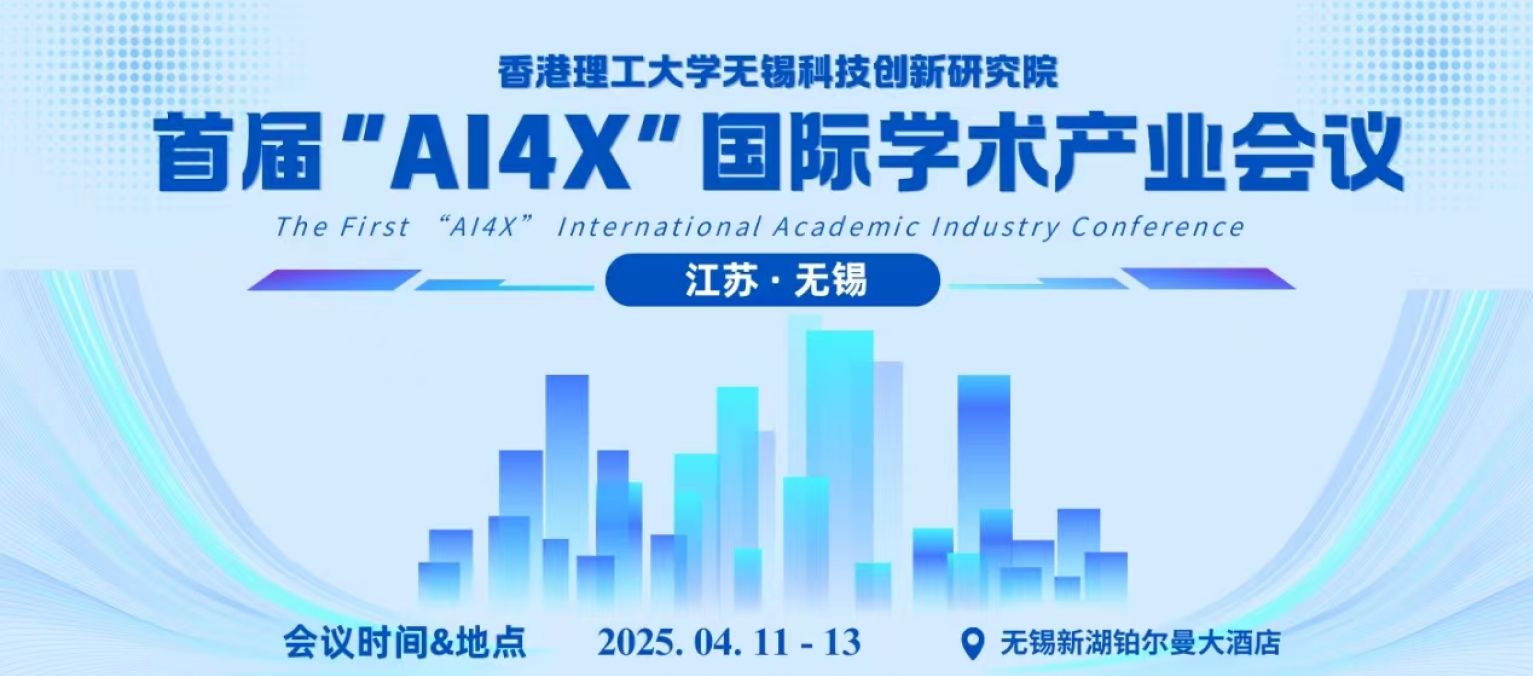 香港理工大学无锡科技创新研究院
首届“AI4X”国际学术产业会议
The First “AI4X” International Academic Industry Conference
江苏·无锡
会议时间&地点 2025. 04. 11 - 13 无锡新湖铂尔曼大酒店